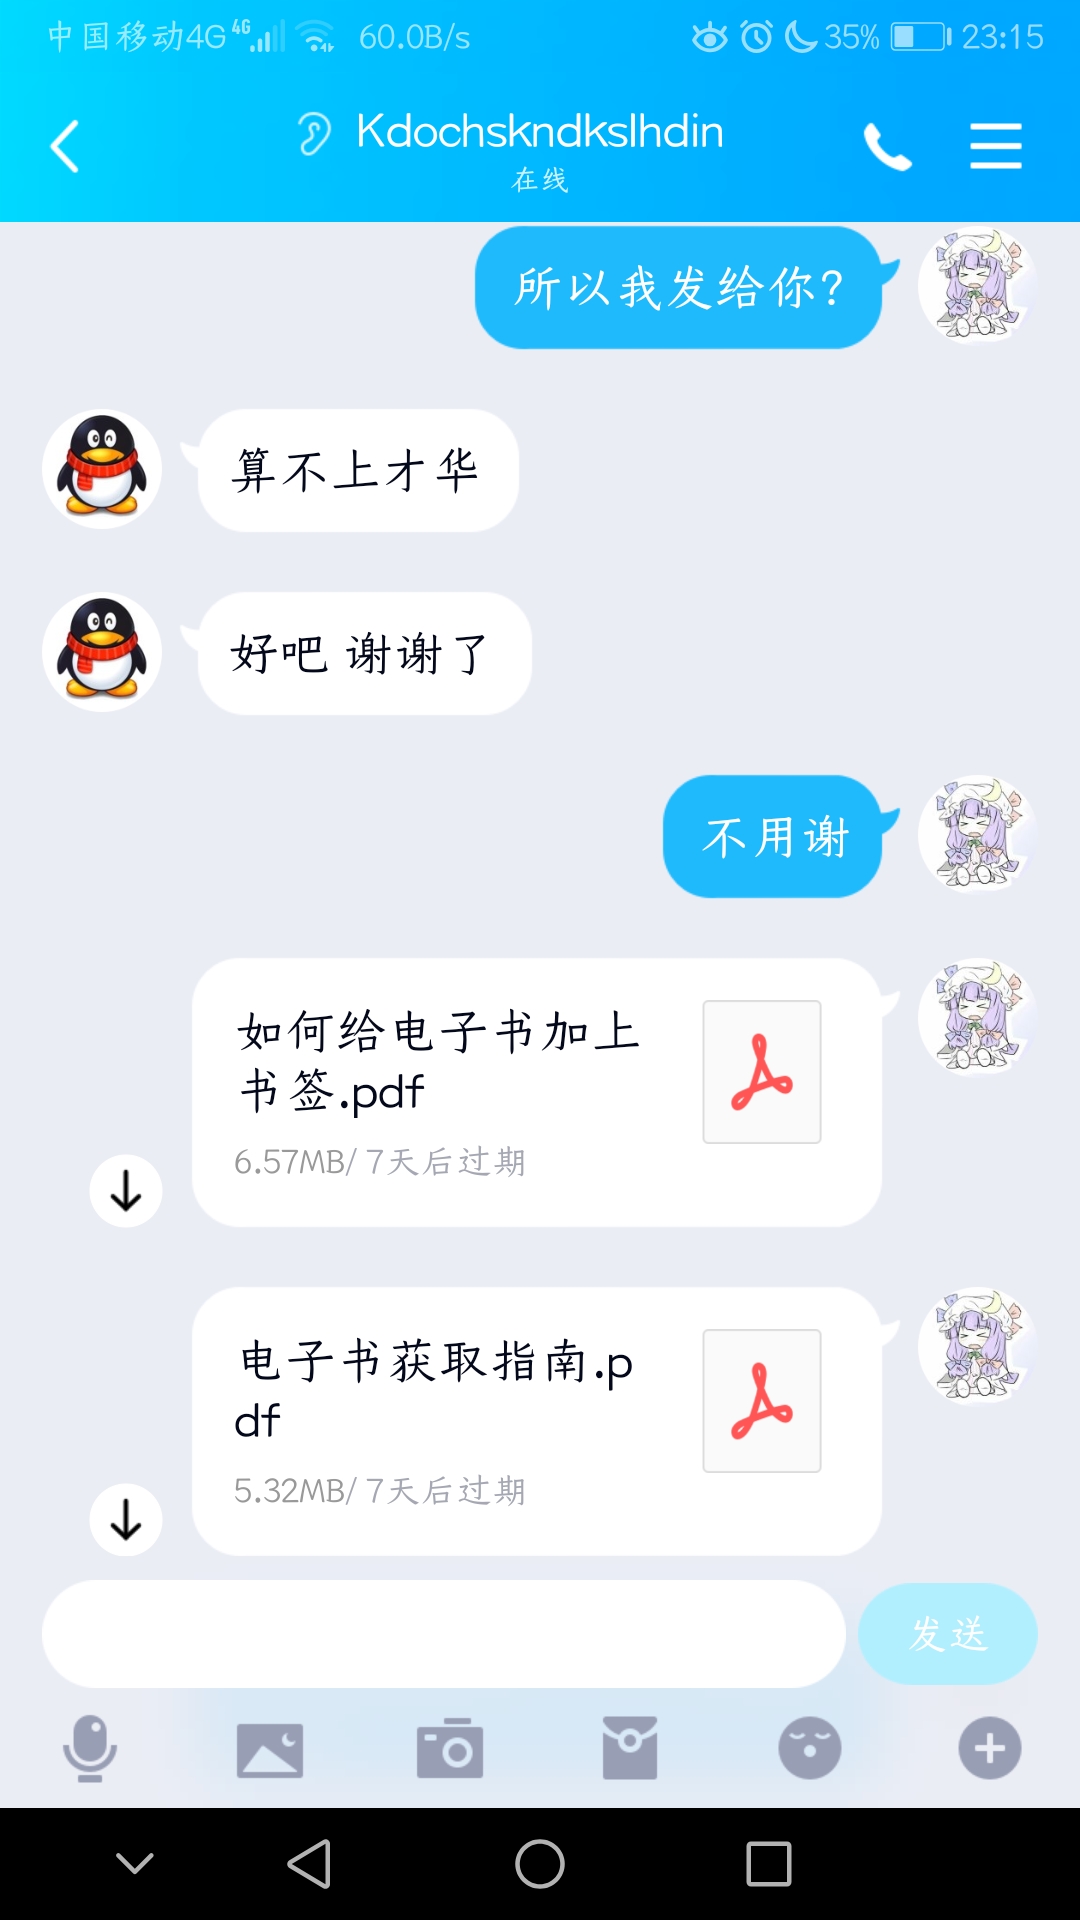 中国移动4G 4G 60.0B/s 35% 23:15
Kdochskndkslhdin
在线
所以我发给你?
算不上才华
好吧 谢谢了
不用谢
如何给电子书加上
书签.pdf
6.57MB/ 7天后过期
电子书获取指南.p
df
5.32MB/ 7天后过期
发送